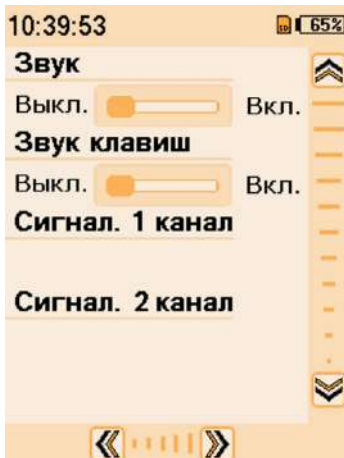 10:39:53 65%
Звук
Выкл. Вкл.
Звук клавиш
Выкл. Вкл.
Сигнал. 1 канал
Сигнал. 2 канал